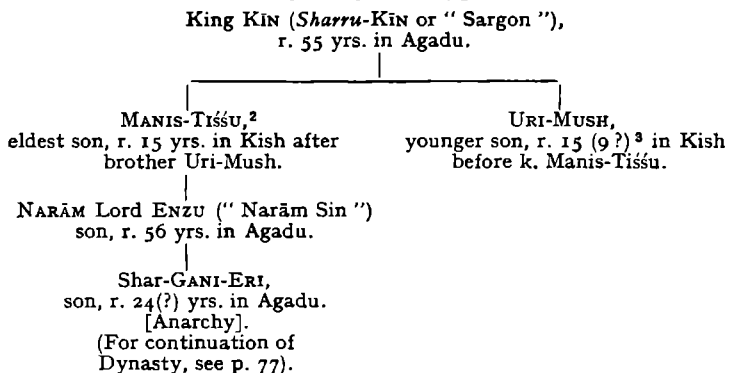 King KĪN (Sharru-KĪN or “ Sargon ”),
r. 55 yrs. in Agadu.
MANIS-TIŚŚU,²
eldest son, r. 15 yrs. in Kish after
brother Uri-Mush.
URI-MUSH,
younger son, r. 15 (9 ?) ³ in Kish
before k. Manis-Tiśśu.
NARĀM Lord ENZU (“ Narām Sin ”)
son, r. 56 yrs. in Agadu.
Shar-GANI-ERI,
son, r. 24(?) yrs. in Agadu.
[Anarchy].
(For continuation of
Dynasty, see p. 77).